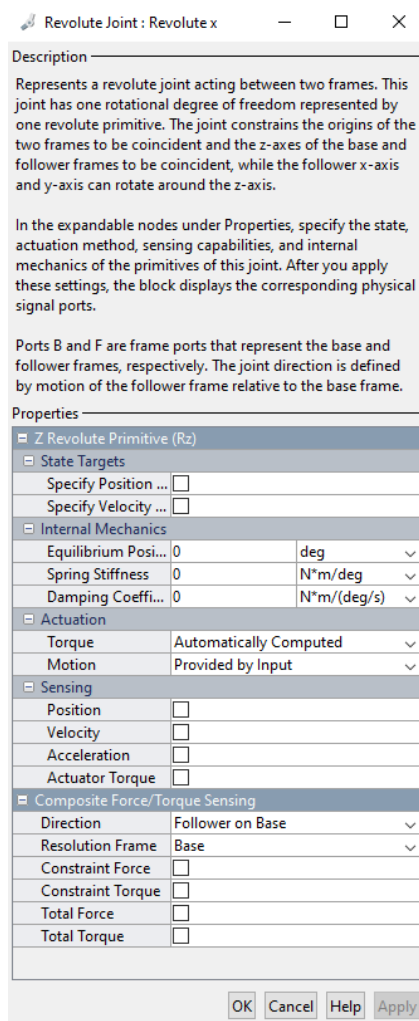 Revolute Joint : Revolute x
Description
Represents a revolute joint acting between two frames. This
joint has one rotational degree of freedom represented by
one revolute primitive. The joint constrains the origins of the
two frames to be coincident and the z-axes of the base and
follower frames to be coincident, while the follower x-axis
and y-axis can rotate around the z-axis.
In the expandable nodes under Properties, specify the state,
actuation method, sensing capabilities, and internal
mechanics of the primitives of this joint. After you apply
these settings, the block displays the corresponding physical
signal ports.
Ports B and F are frame ports that represent the base and
follower frames, respectively. The joint direction is defined
by motion of the follower frame relative to the base frame.
Properties
Z Revolute Primitive (Rz)
State Targets
Specify Position ...
Specify Velocity ...
Internal Mechanics
Equilibrium Posi... 0 deg
Spring Stiffness 0 N*m/deg
Damping Coeffi... 0 N*m/(deg/s)
Actuation
Torque Automatically Computed
Motion Provided by Input
Sensing
Position
Velocity
Acceleration
Actuator Torque
Composite Force/Torque Sensing
Direction Follower on Base
Resolution Frame Base
Constraint Force
Constraint Torque
Total Force
Total Torque
OK Cancel Help Apply